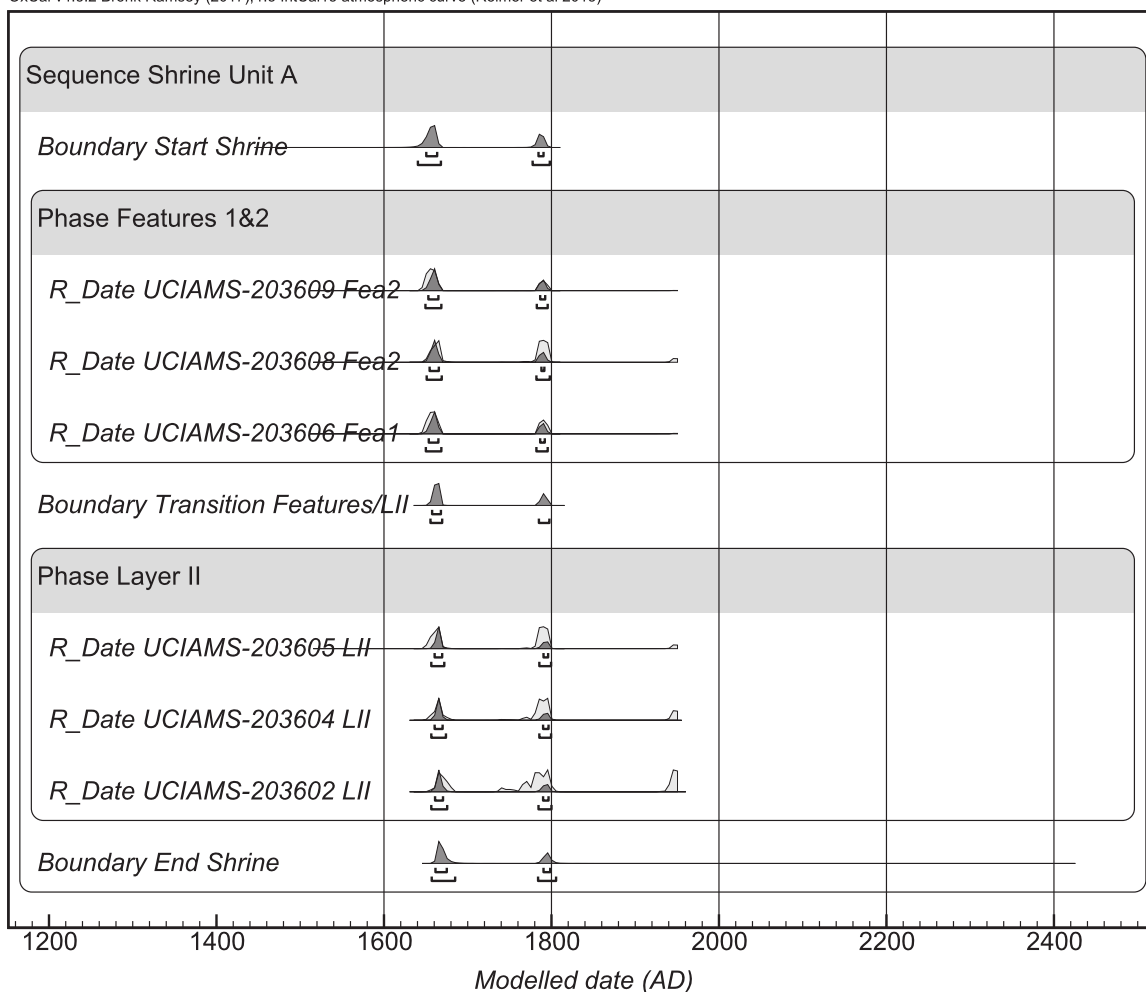 Sequence Shrine Unit A
Boundary Start Shrine
Phase Features 1&2
R_Date UCIAMS-203609 Fea2
R_Date UCIAMS-203608 Fea2
R_Date UCIAMS-203606 Fea1
Boundary Transition Features/LII
Phase Layer II
R_Date UCIAMS-203605 LII
R_Date UCIAMS-203604 LII
R_Date UCIAMS-203602 LII
Boundary End Shrine
1200 1400 1600 1800 2000 2200 2400
Modelled date (AD)